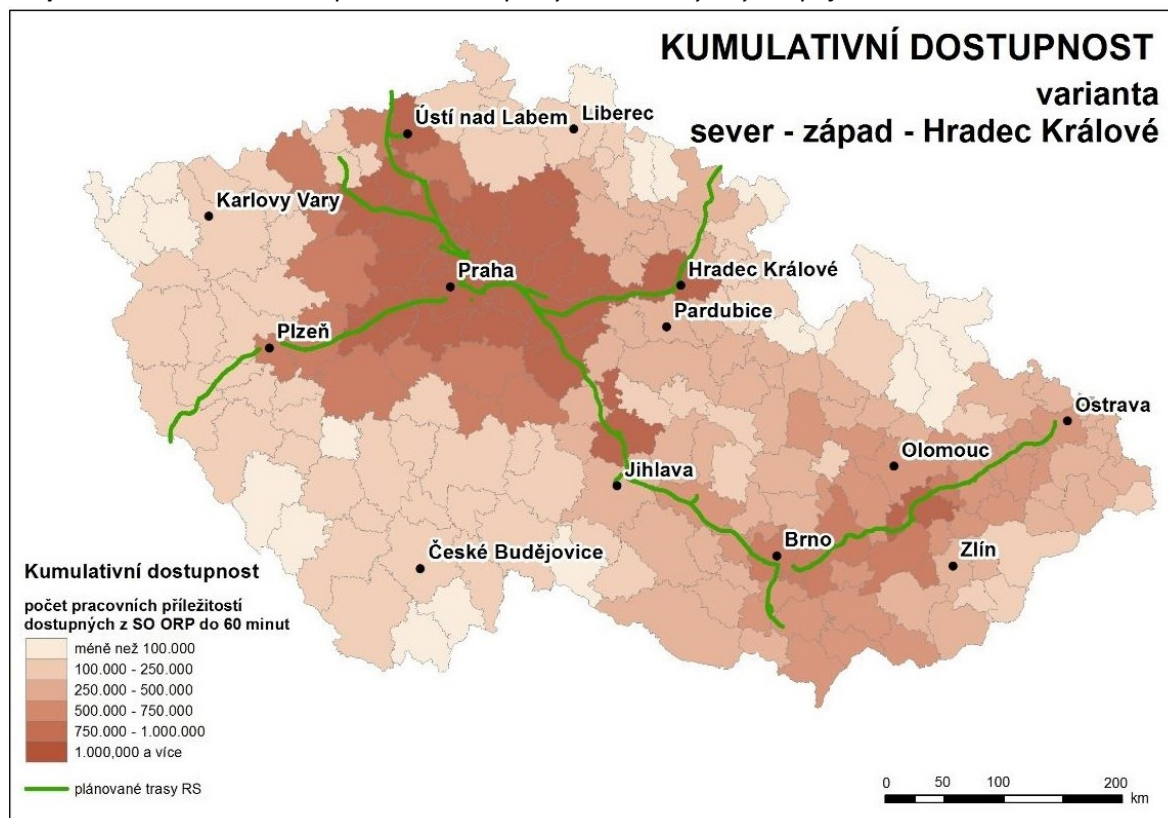 KUMULATIVNÍ DOSTUPNOST
varianta
sever - západ - Hradec Králové
Ústí nad Labem
Liberec
Karlovy Vary
Praha
Hradec Králové
Pardubice
Plzeň
Ostrava
Olomouc
Jihlava
Brno
Zlín
České Budějovice
Kumulativní dostupnost
počet pracovních příležitostí
dostupných z SO ORP do 60 minut
méně než 100.000
100.000 - 250.000
250.000 - 500.000
500.000 - 750.000
750.000 - 1.000.000
1.000,000 a více
plánované trasy RS
0 50 100 200
km